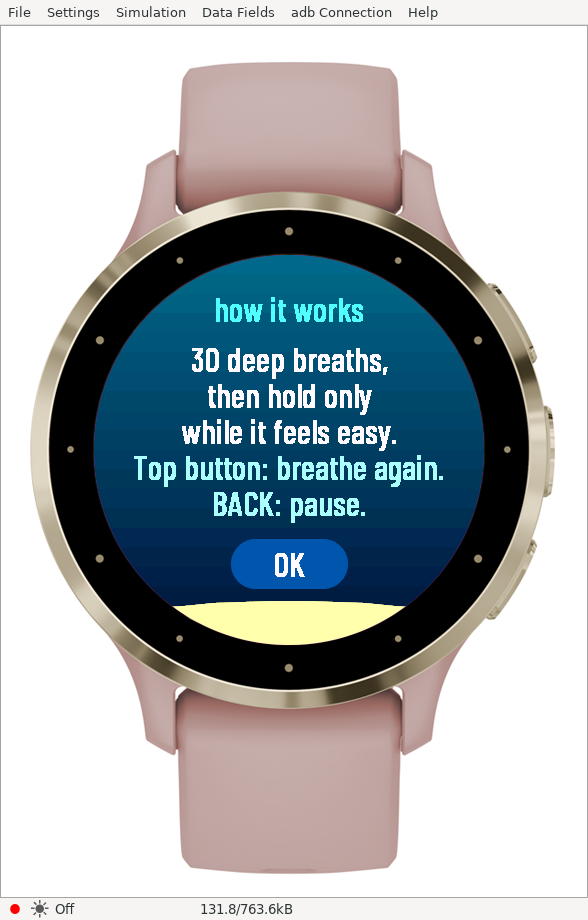 File Settings Simulation Data Fields adb Connection Help
how it works
30 deep breaths,
then hold only
while it feels easy.
Top button: breathe again.
BACK: pause.
OK
Off 131.8/763.6kB